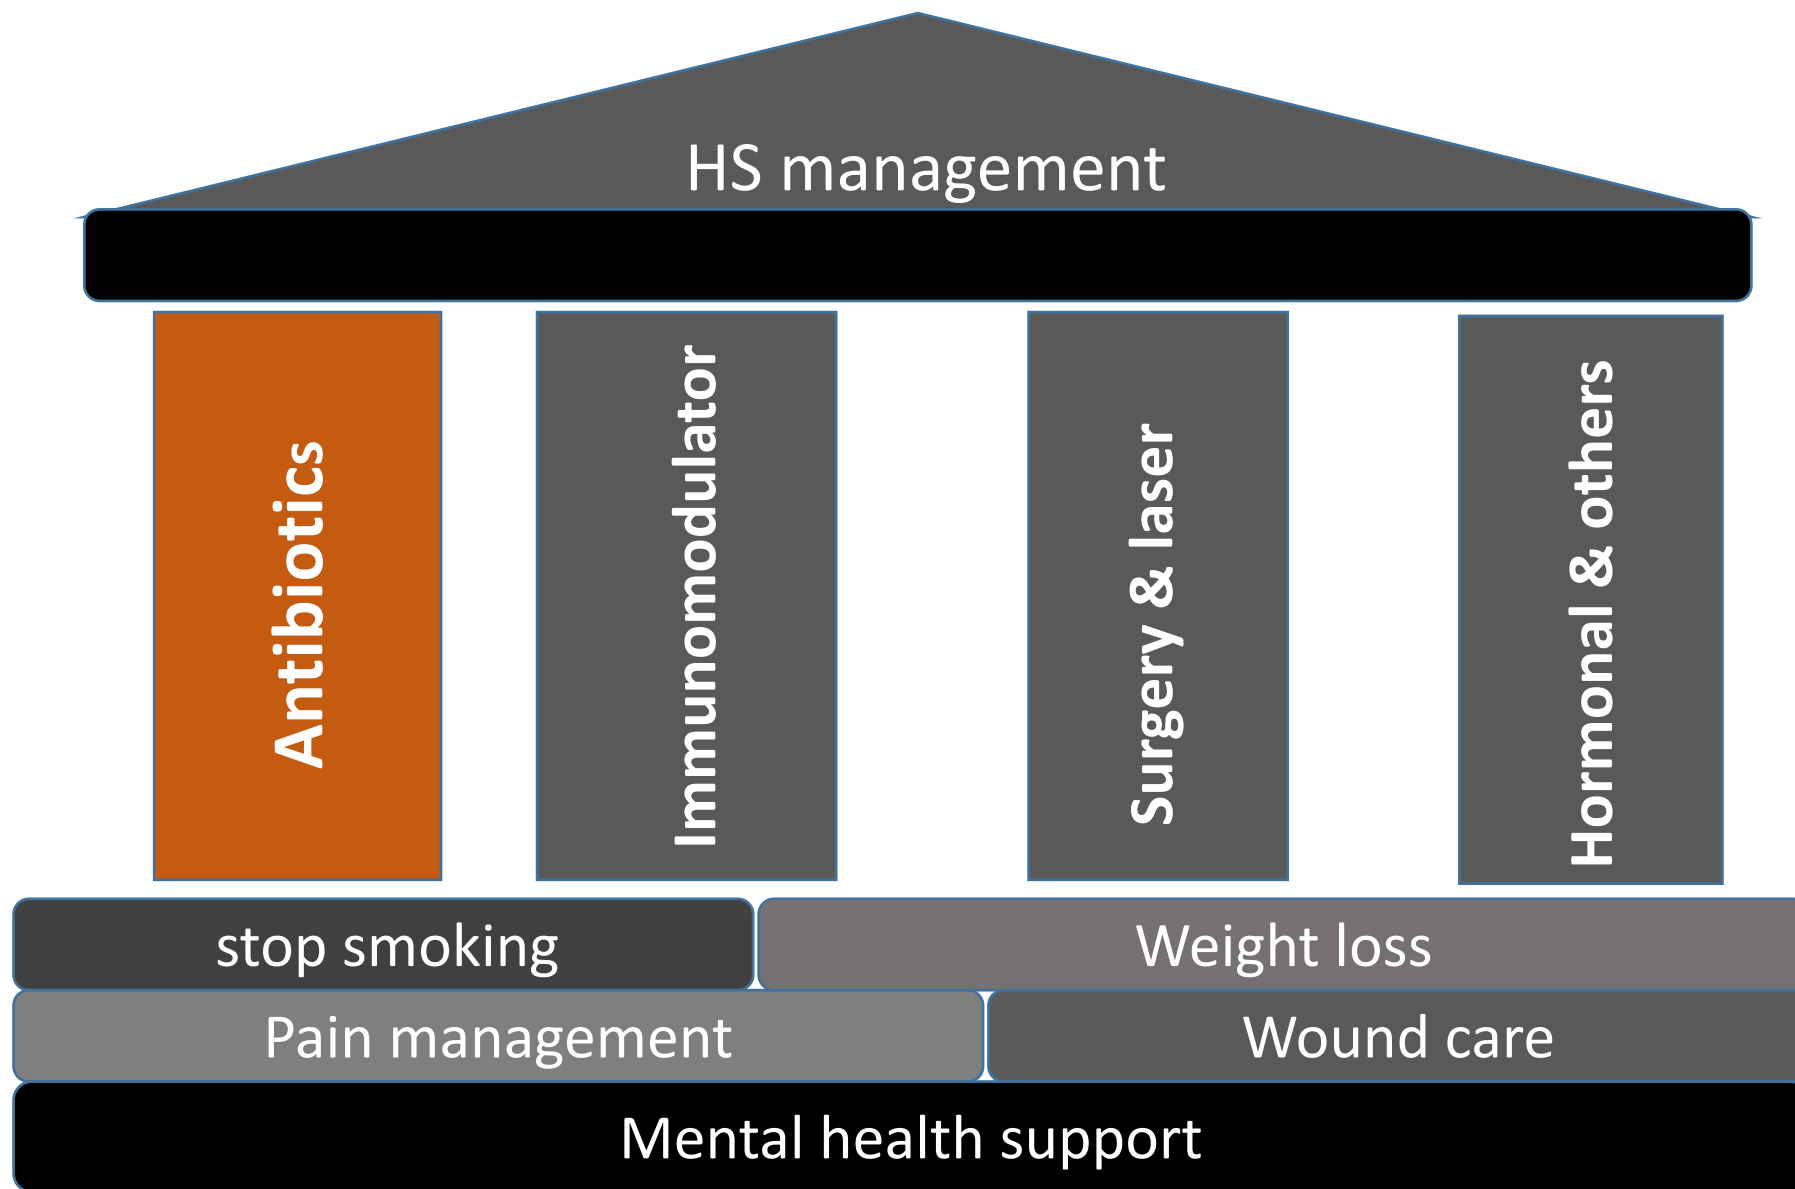 HS management
Antibiotics
Immunomodulator
Surgery & laser
Hormonal & others
stop smoking
Weight loss
Pain management
Wound care
Mental health support